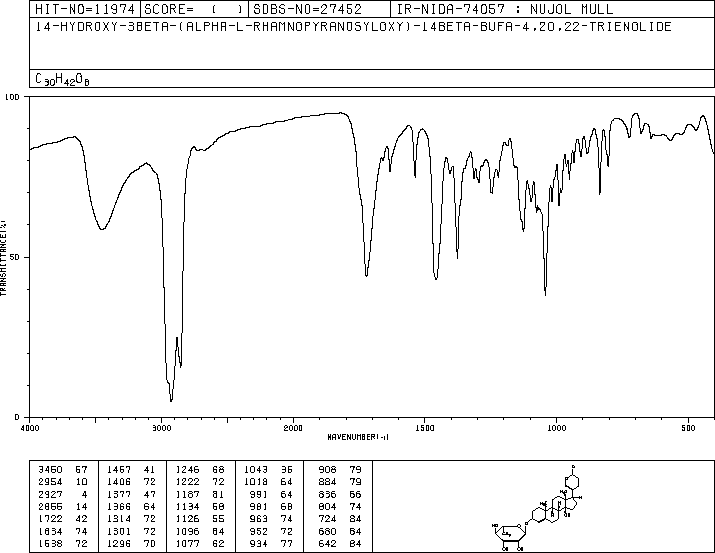 HIT-NO=11974 SCORE= ( ) SDBS-NO=27452 IR-NIDA-74057 : NUJOL MULL
14-HYDROXY-3BETA-(ALPHA-L-RHAMNOPYRANOSYLOXY)-14BETA-BUFA-4,20,22-TRIENOLIDE
C30H42O8
100
50
0
TRANSMITTANCE(%)
4000 3000 2000 1500 1000 500
WAVENUMBER(-1)
3460 57 1457 41 1246 68 1043 36 908 79
2954 10 1406 72 1222 72 1018 64 884 79
2927 4 1377 47 1187 81 991 64 836 66
2855 14 1366 64 1134 58 981 68 804 74
1722 42 1314 72 1126 55 963 74 724 84
1634 74 1301 72 1096 64 952 72 680 84
1538 72 1296 70 1077 62 934 77 642 84